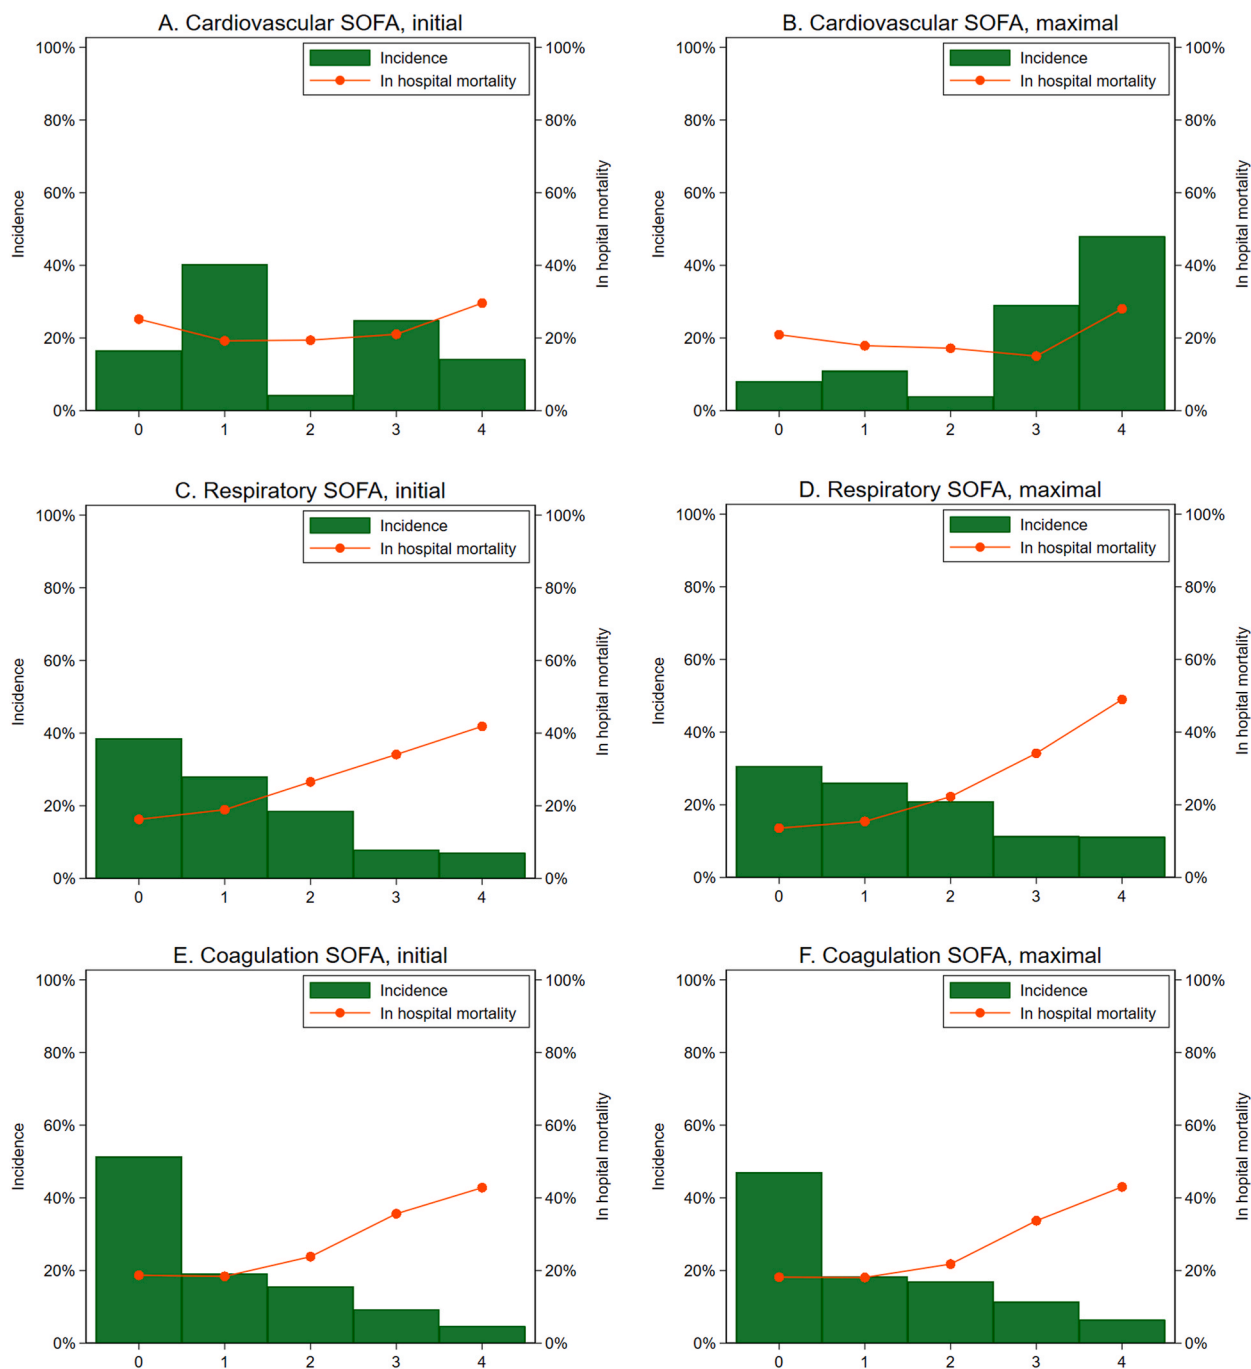 A. Cardiovascular SOFA, initial
100%
80%
60%
40%
20%
0%
Incidence
Incidence
In hospital mortality
100%
80%
60%
40%
20%
0%
In hopital mortality
0 1 2 3 4
B. Cardiovascular SOFA, maximal
100%
80%
60%
40%
20%
0%
Incidence
Incidence
In hospital mortality
100%
80%
60%
40%
20%
0%
In hopital mortality
0 1 2 3 4
C. Respiratory SOFA, initial
100%
80%
60%
40%
20%
0%
Incidence
Incidence
In hospital mortality
100%
80%
60%
40%
20%
0%
In hopital mortality
0 1 2 3 4
D. Respiratory SOFA, maximal
100%
80%
60%
40%
20%
0%
Incidence
Incidence
In hospital mortality
100%
80%
60%
40%
20%
0%
In hopital mortality
0 1 2 3 4
E. Coagulation SOFA, initial
100%
80%
60%
40%
20%
0%
Incidence
Incidence
In hospital mortality
100%
80%
60%
40%
20%
0%
In hopital mortality
0 1 2 3 4
F. Coagulation SOFA, maximal
100%
80%
60%
40%
20%
0%
Incidence
Incidence
In hospital mortality
100%
80%
60%
40%
20%
0%
In hopital mortality
0 1 2 3 4